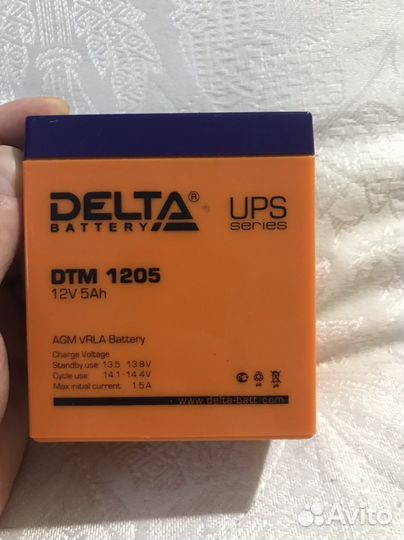 DELTA® UPS
BATTERY series
DTM 1205
12V 5Ah
AGM vRLA Battery
Charge Voltage
Standby use: 13.5 13.8V
Cycle use: 14.1 - 14.4V
Max initial current: 1.5A
www.delta-batt.com
Avito